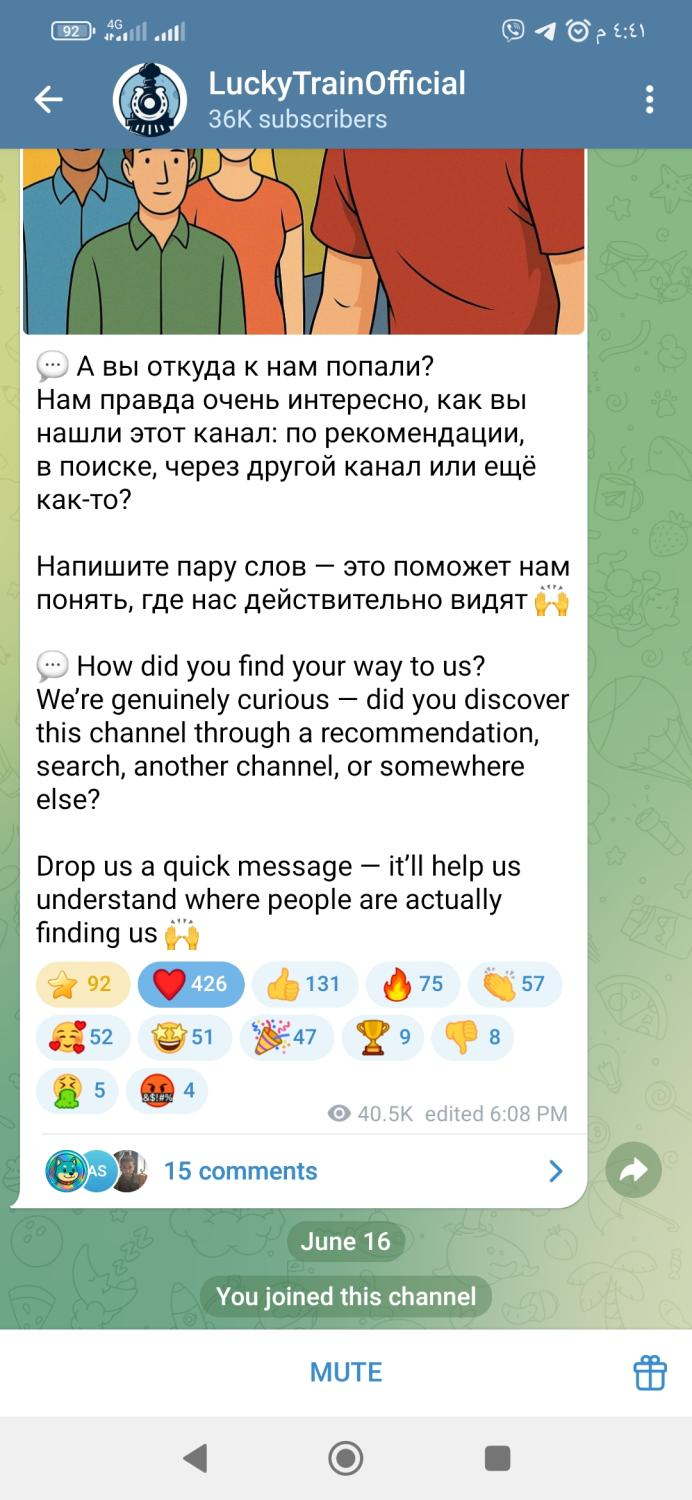 92
4G
م ٤:٤١
LuckyTrainOfficial
36K subscribers
💬 А вы откуда к нам попали?
Нам правда очень интересно, как вы
нашли этот канал: по рекомендации,
в поиске, через другой канал или ещё
как-то?
Напишите пару слов — это поможет нам
понять, где нас действительно видят 🙌
💬 How did you find your way to us?
We’re genuinely curious — did you discover
this channel through a recommendation,
search, another channel, or somewhere
else?
Drop us a quick message — it’ll help us
understand where people are actually
finding us 🙌
⭐ 92 ❤️ 426 👍 131 🔥 75 👏 57
🥰 52 🤩 51 🎉 47 🏆 9 👎 8
🤮 5 🤬 4
40.5K edited 6:08 PM
AS
15 comments
June 16
You joined this channel
MUTE